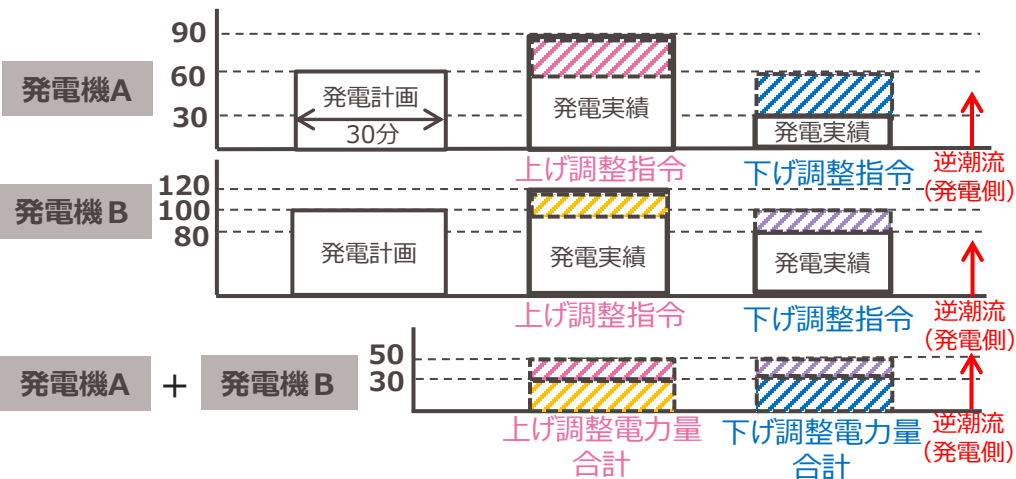 90
発電機A
60
30
発電計画
30分
発電実績
発電実績
上げ調整指令
下げ調整指令
逆潮流
(発電側)
120
発電機B
100
80
発電計画
発電実績
発電実績
上げ調整指令
下げ調整指令
逆潮流
(発電側)
発電機A + 発電機B
50
30
上げ調整電力量
合計
下げ調整電力量
合計
逆潮流
(発電側)